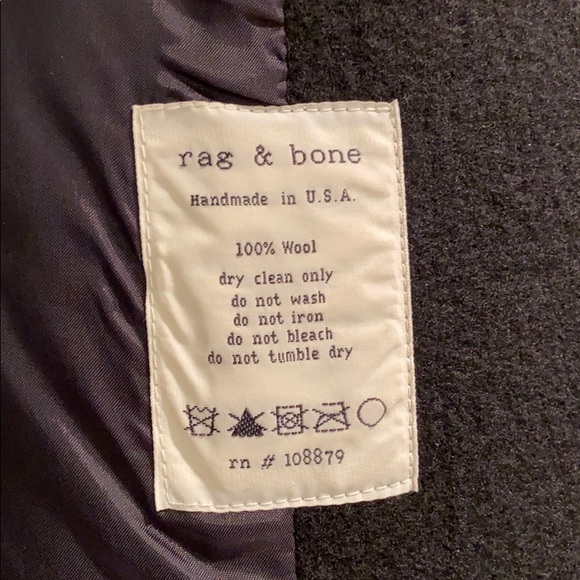 rag & bone
Handmade in U.S.A.
100% Wool
dry clean only
do not wash
do not iron
do not bleach
do not tumble dry
rn # 108879